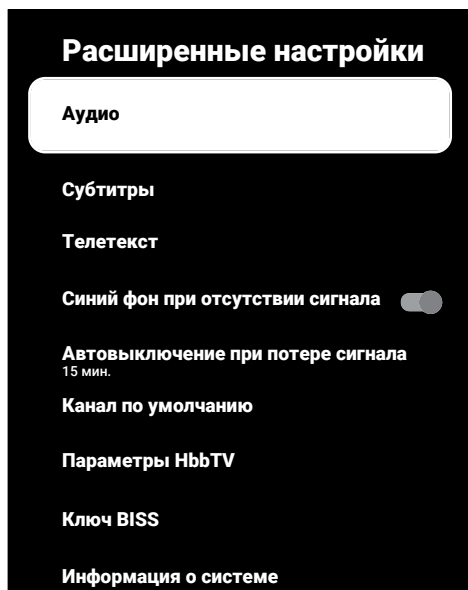 Расширенные настройки
Аудио
Субтитры
Телетекст
Синий фон при отсутствии сигнала
Автовыключение при потере сигнала
15 мин.
Канал по умолчанию
Параметры HbbTV
Ключ BISS
Информация о системе